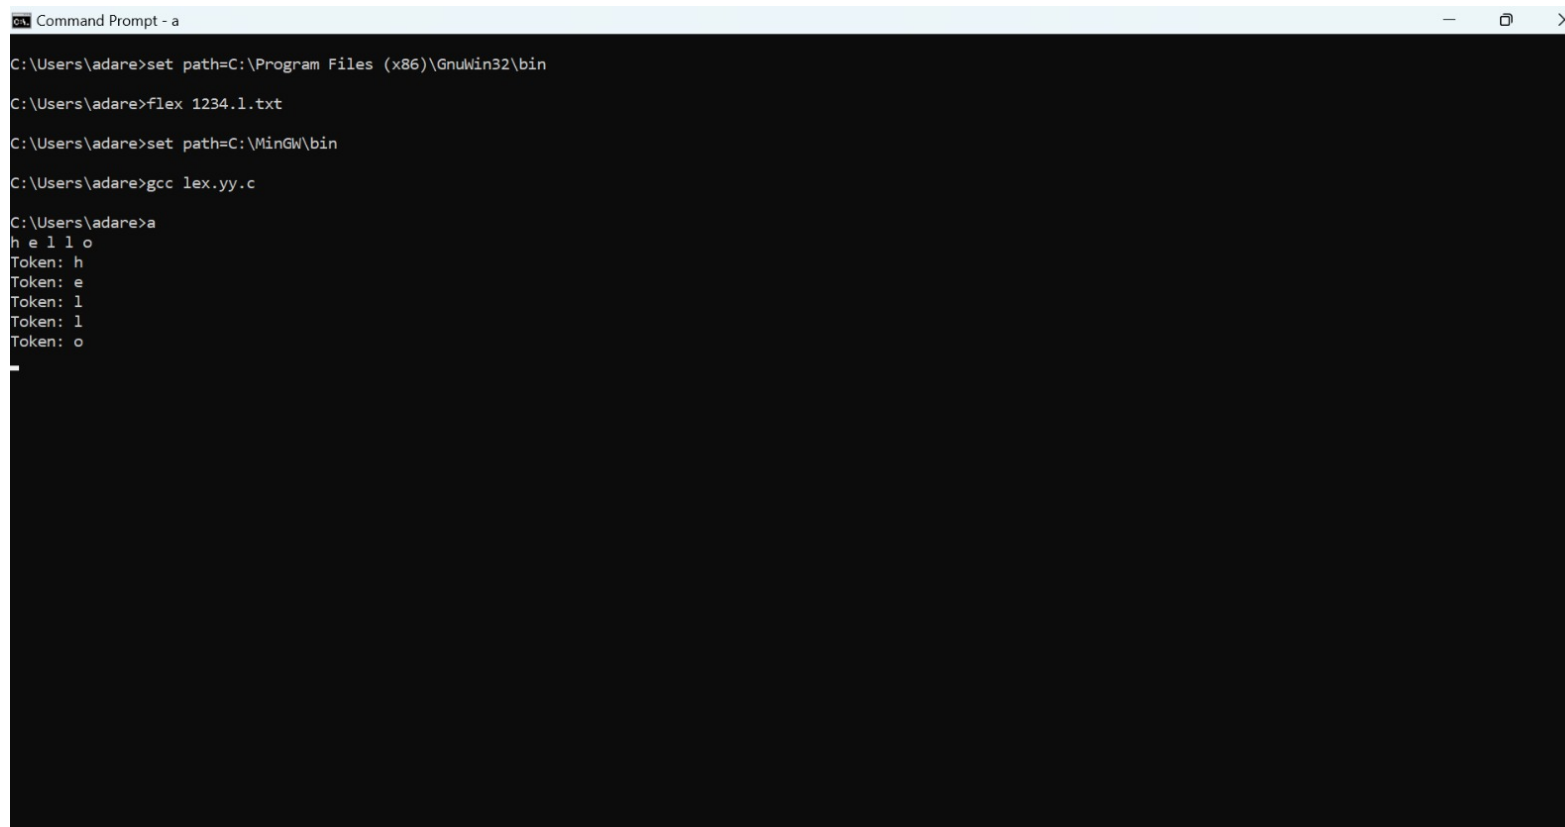 Command Prompt - a
C:\Users\adare>set path=C:\Program Files (x86)\GnuWin32\bin
C:\Users\adare>flex 1234.l.txt
C:\Users\adare>set path=C:\MinGW\bin
C:\Users\adare>gcc lex.yy.c
C:\Users\adare>a
h e l l o
Token: h
Token: e
Token: l
Token: l
Token: o